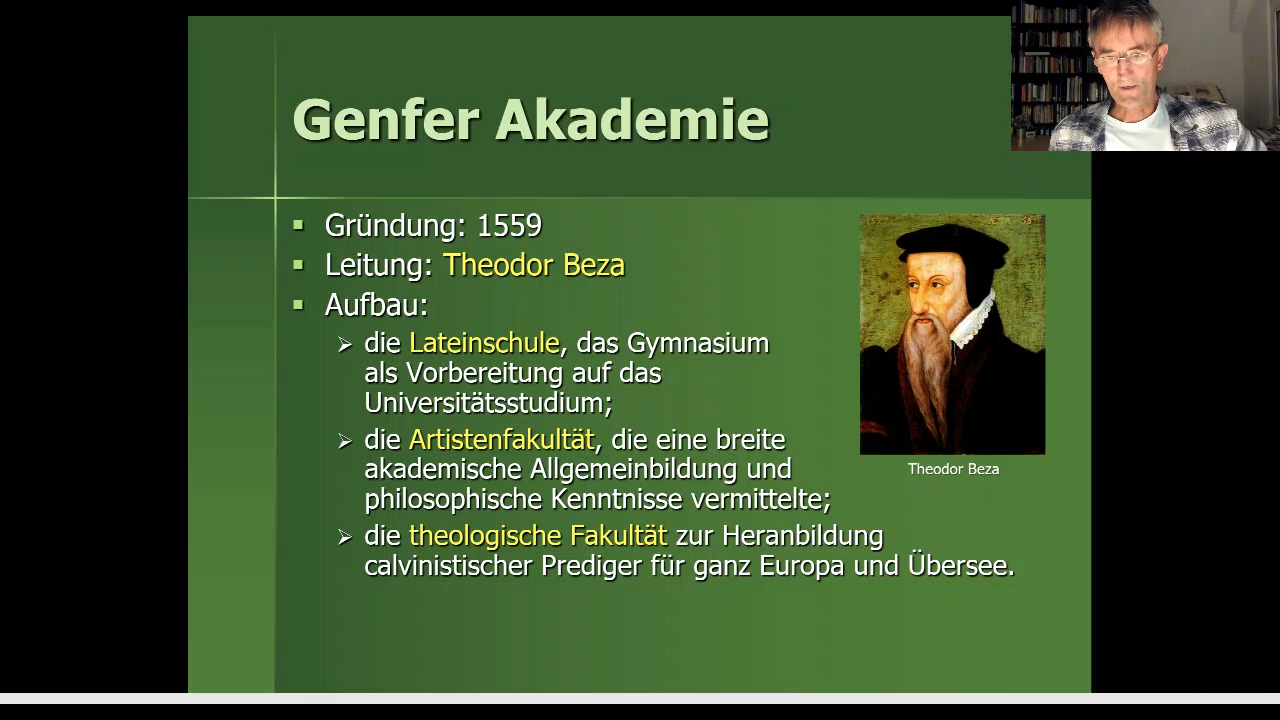 Genfer Akademie
Gründung: 1559
Leitung: Theodor Beza
Aufbau:
die Lateinschule, das Gymnasium
als Vorbereitung auf das
Universitätsstudium;
die Artistenfakultät, die eine breite
akademische Allgemeinbildung und
philosophische Kenntnisse vermittelte;
die theologische Fakultät zur Heranbildung
calvinistischer Prediger für ganz Europa und Übersee.
Theodor Beza